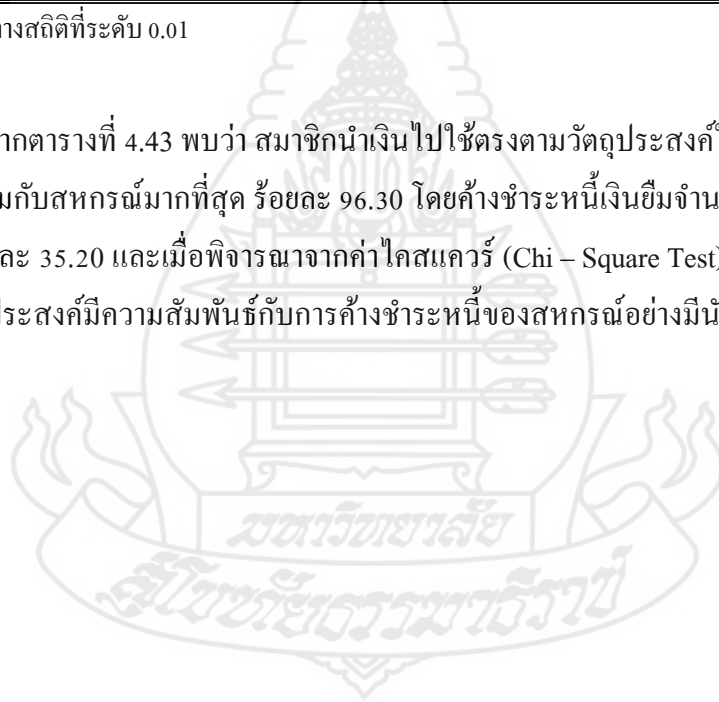 างสถิติที่ระดับ 0.01
ากตารางที่ 4.43 พบว่า สมาชิกนำเงินไปใช้ตรงตามวัตถุประสงค์
มกับสหกรณ์มากที่สุด ร้อยละ 96.30 โดยค้างชำระหนี้เงินยืมจำน
ละ 35.20 และเมื่อพิจารณาจากค่าไคสแควร์ (Chi – Square Test)
ประสงค์มีความสัมพันธ์กับการค้างชำระหนี้ของสหกรณ์อย่างมีนั
มหาวิทยาลัย
สุโขทัยธรรมาธิราช